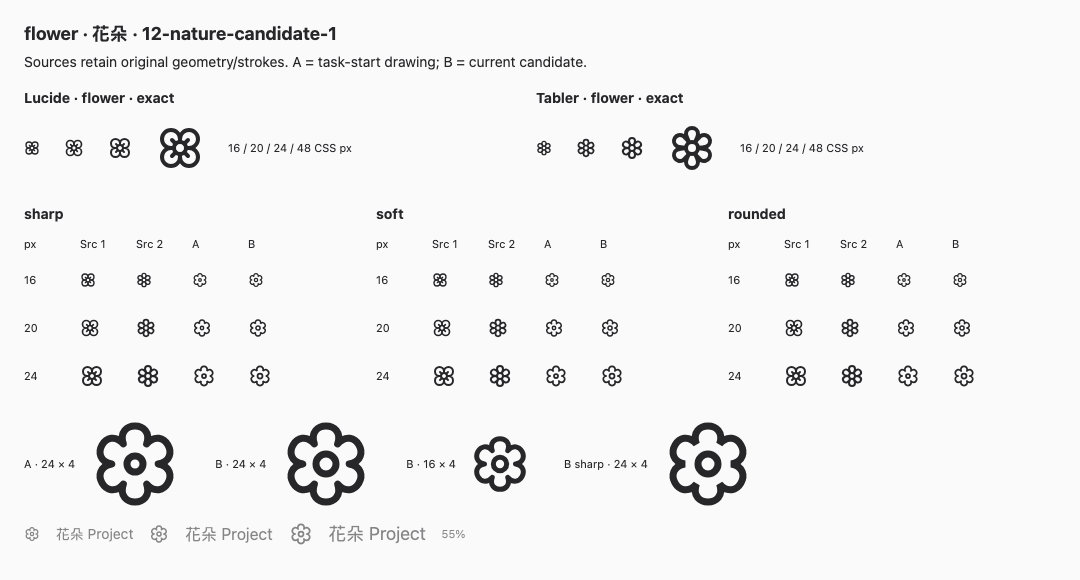 flower · 花朵 · 12-nature-candidate-1
Sources retain original geometry/strokes. A = task-start drawing; B = current candidate.
Lucide · flower · exact
Tabler · flower · exact
16 / 20 / 24 / 48 CSS px
16 / 20 / 24 / 48 CSS px
sharp
soft
rounded
px Src 1 Src 2 A B
px Src 1 Src 2 A B
px Src 1 Src 2 A B
16
16
16
20
20
20
24
24
24
A · 24 × 4
B · 24 × 4
B · 16 × 4
B sharp · 24 × 4
花朵 Project
花朵 Project
花朵 Project
55%